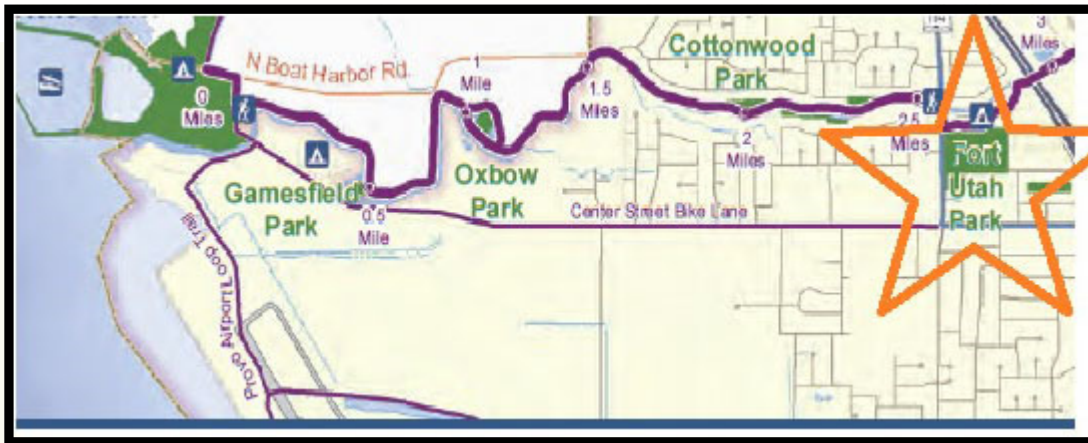 N Boat Harbor Rd.
0
Miles
1
Mile
1.5
Miles
Cottonwood
Park
3
Miles
2
Miles
2.5
Miles
Fort
Utah
Park
Gamesfield
Park
0.5
Mile
Oxbow
Park
Center Street Bike Lane
Provo Airport Loop Trail